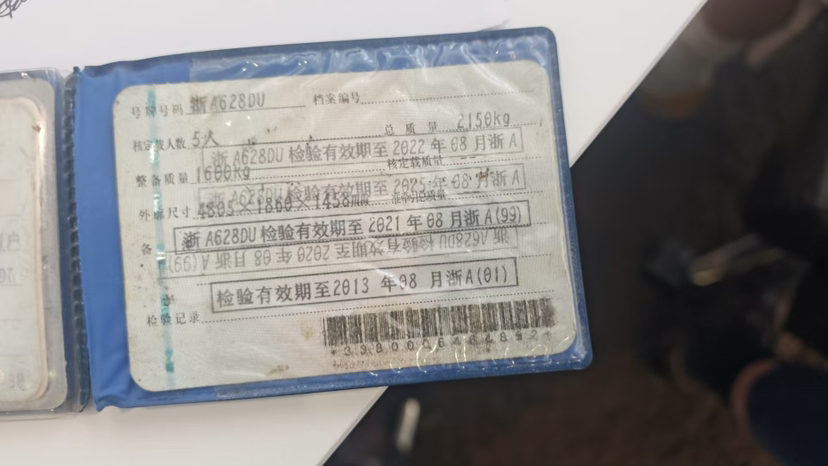 号牌号码 浙A628DU 档案编号
核定载人数 5人 总质量 2150kg
浙A628DU检验有效期至2022年08月浙A
整备质量 1600kg 核定载质量 --
浙A628DU检验有效期至2025年08月浙A
外廓尺寸 4805×1860×1458mm
浙A628DU检验有效期至2021年08月浙A(99)
备
浙A628DU检验有效期至2020年08月浙A(99)
检验有效期至2013年08月浙A(01)
检验记录